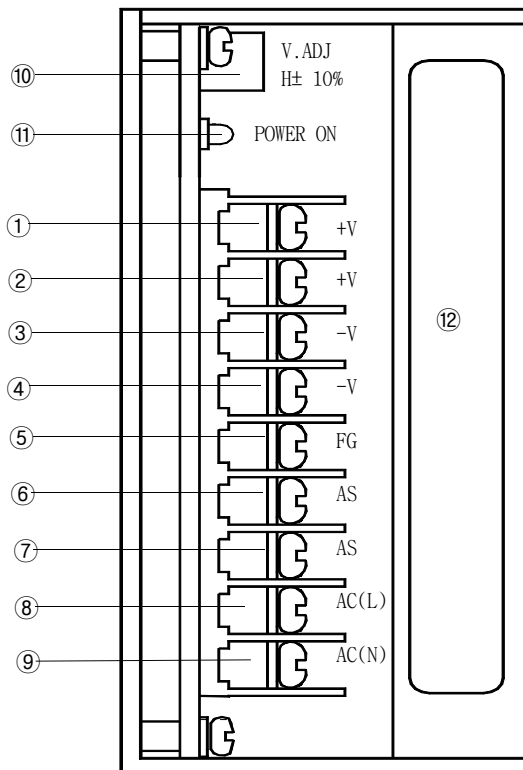 ⑩ V.ADJ
H± 10%
⑪ POWER ON
① +V
② +V
③ -V
④ -V
⑤ FG
⑥ AS
⑦ AS
⑧ AC(L)
⑨ AC(N)
⑫